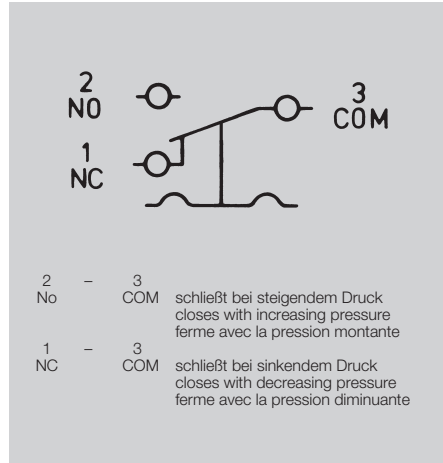 2
NO
3
COM
1
NC
2 – 3
No COM schließt bei steigendem Druck
closes with increasing pressure
ferme avec la pression montante
1 – 3
NC COM schließt bei sinkendem Druck
closes with decreasing pressure
ferme avec la pression diminuante